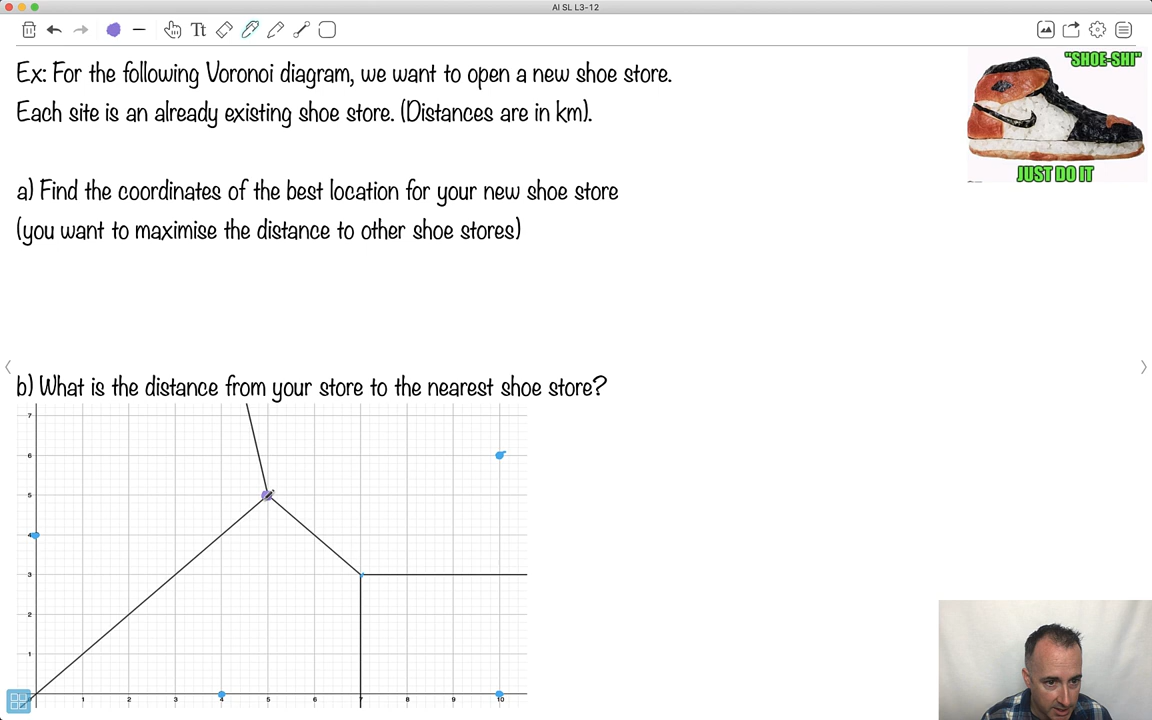 AI SL L3-12
Tt
Ex: For the following Voronoi diagram, we want to open a new shoe store.
Each site is an already existing shoe store. (Distances are in km).
"SHOE-SHI"
JUST DO IT
a) Find the coordinates of the best location for your new shoe store
(you want to maximise the distance to other shoe stores)
b) What is the distance from your store to the nearest shoe store?
7
6
5
4
3
2
1
1 2 3 4 5 6 7 8 9 10